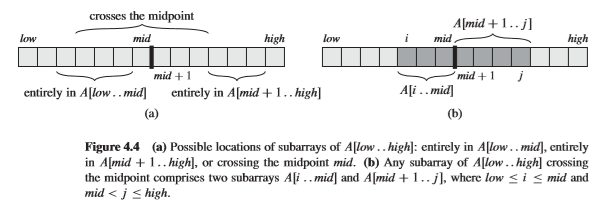 crosses the midpoint
low mid high
mid + 1
entirely in A[low . . mid] entirely in A[mid + 1 . . high]
(a)
A[mid + 1 . . j]
low i mid high
mid + 1 j
A[i . . mid]
(b)
Figure 4.4 (a) Possible locations of subarrays of A[low . . high]: entirely in A[low . . mid], entirely
in A[mid + 1 . . high], or crossing the midpoint mid. (b) Any subarray of A[low . . high] crossing
the midpoint comprises two subarrays A[i . . mid] and A[mid + 1 . . j], where low ≤ i ≤ mid and
mid < j ≤ high.